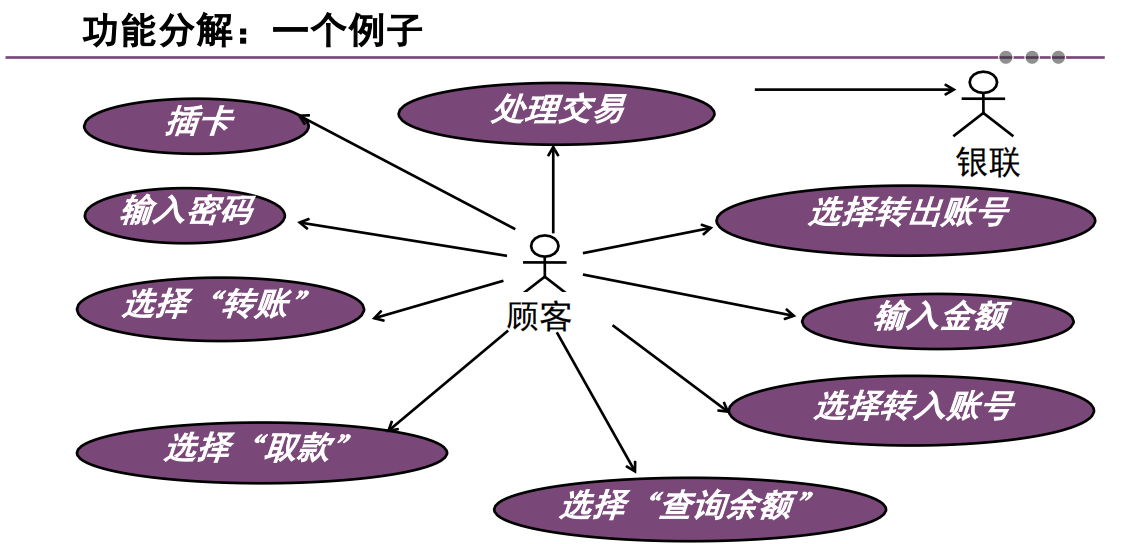 功能分解：一个例子
插卡
处理交易
银联
输入密码
选择转出账号
选择“转账”
顾客
输入金额
选择转入账号
选择“取款”
选择“查询余额”